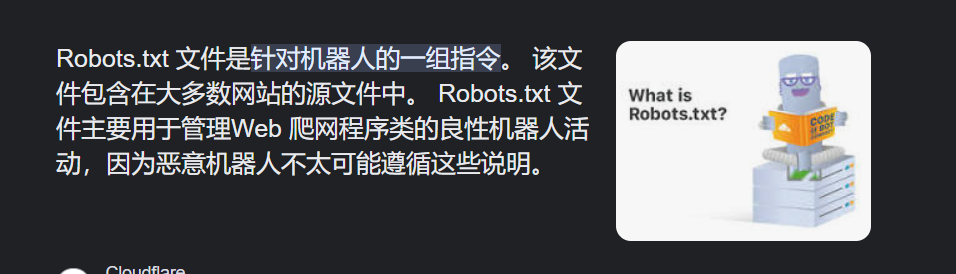 Robots.txt 文件是针对机器人的一组指令。 该文
件包含在大多数网站的源文件中。 Robots.txt 文
件主要用于管理Web 爬网程序类的良性机器人活
动，因为恶意机器人不太可能遵循这些说明。
What is
Robots.txt?
CODE
OF BOT
Cloudflare